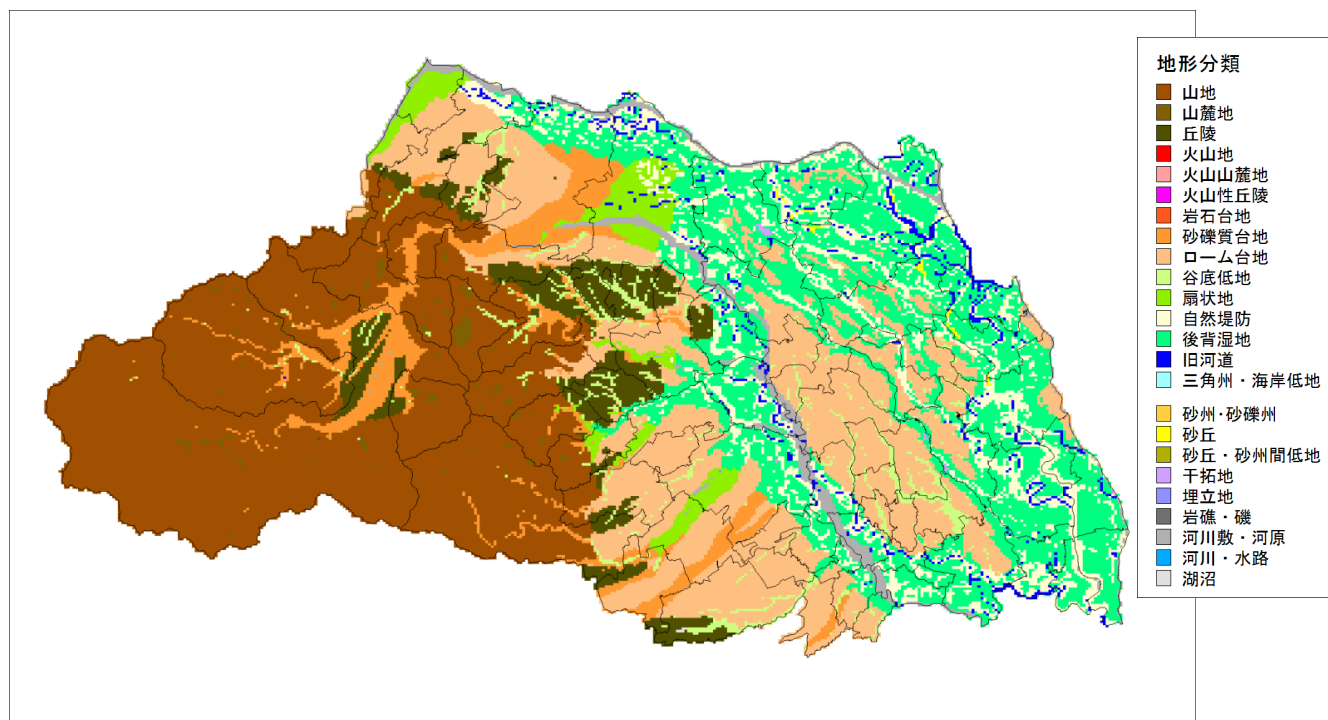 地形分類
山地
山麓地
丘陵
火山地
火山山麓地
火山性丘陵
岩石台地
砂礫質台地
ローム台地
谷底低地
扇状地
自然堤防
後背湿地
旧河道
三角州・海岸低地
砂州・砂礫州
砂丘
砂丘・砂州間低地
干拓地
埋立地
岩礁・磯
河川敷・河原
河川・水路
湖沼